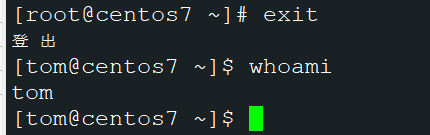 [root@centos7 ~]# exit
登出
[tom@centos7 ~]$ whoami
tom
[tom@centos7 ~]$